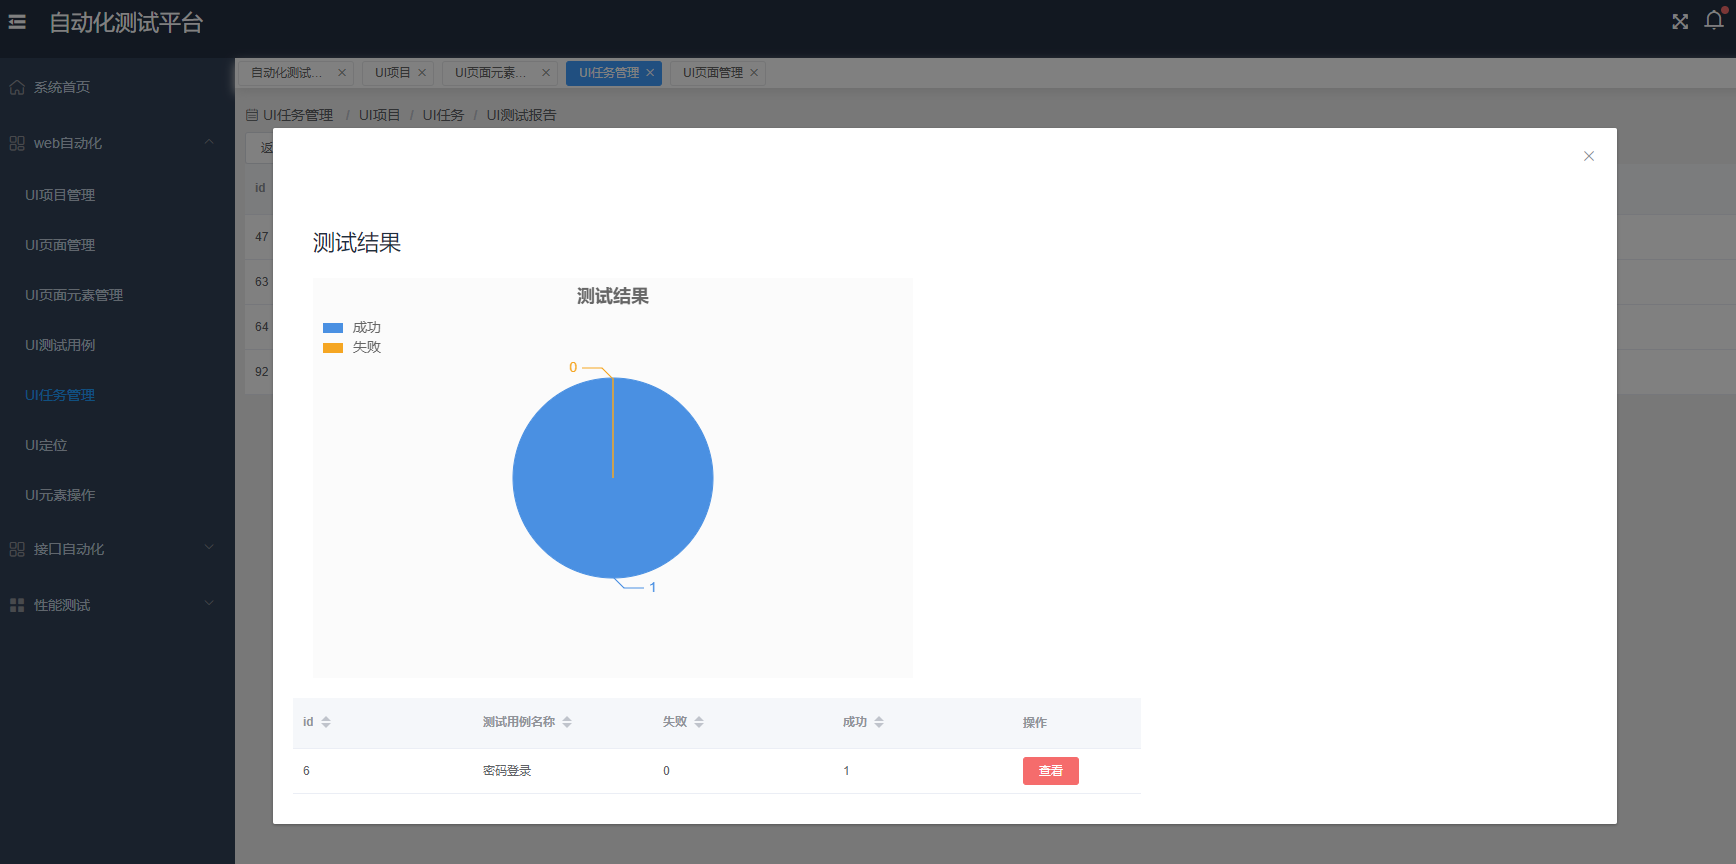 自动化测试平台
系统首页
web自动化
UI项目管理
UI页面管理
UI页面元素管理
UI测试用例
UI任务管理
UI定位
UI元素操作
接口自动化
性能测试
自动化测试... UI项目 UI页面元素... UI任务管理 UI页面管理
UI任务管理 / UI项目 / UI任务 / UI测试报告
返
id
47
63
64
92
测试结果
测试结果
成功
失败
0
1
id 测试用例名称 失败 成功 操作
6 密码登录 0 1 查看